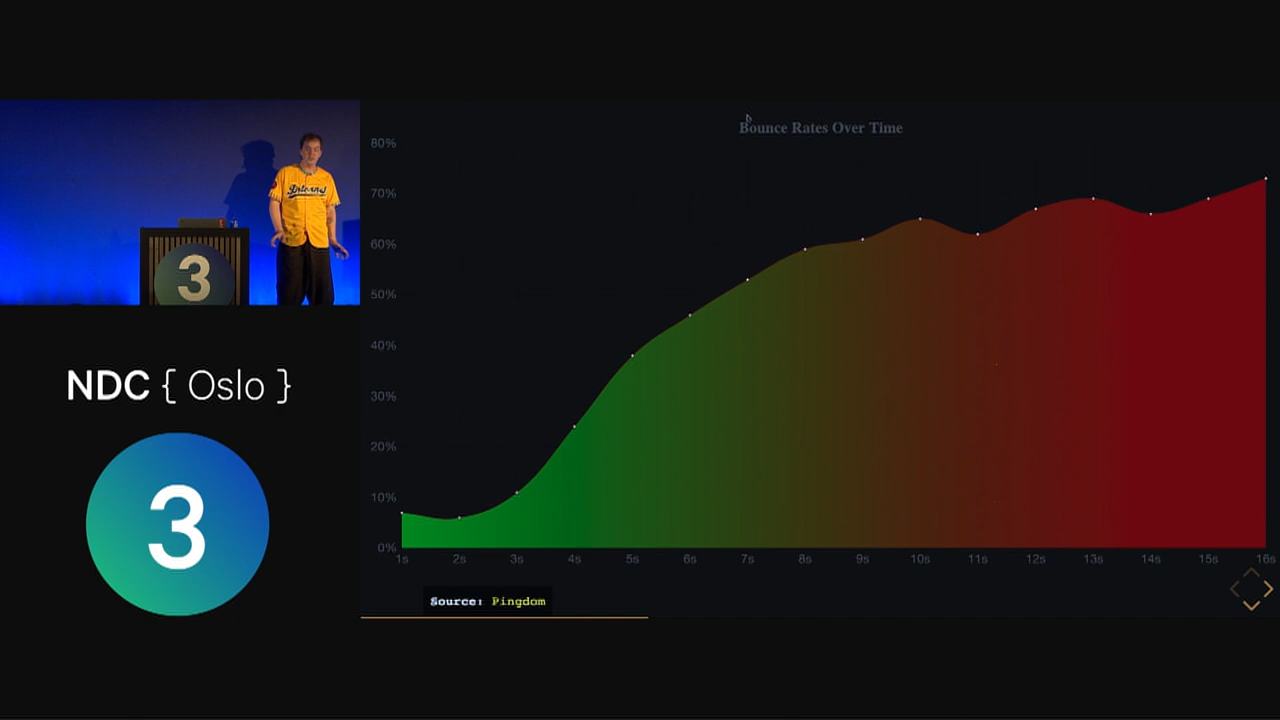 Bounce Rates Over Time
80%
70%
60%
50%
40%
30%
20%
10%
0%
1s 2s 3s 4s 5s 6s 7s 8s 9s 10s 11s 12s 13s 14s 15s 16s
Source: Pingdom
3
NDC { Oslo }
3